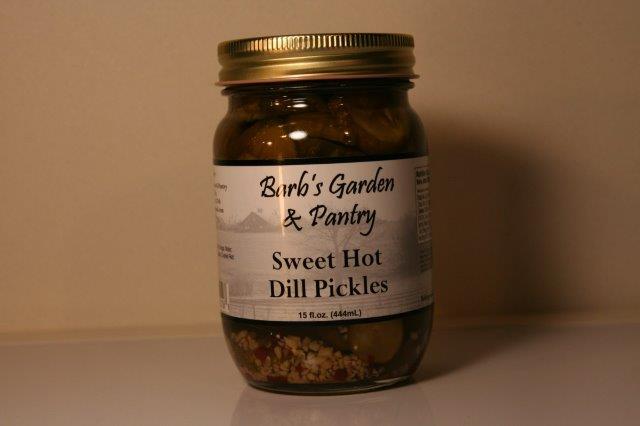 Barb's Garden
& Pantry
Sweet Hot
Dill Pickles
15 fl.oz. (444mL)